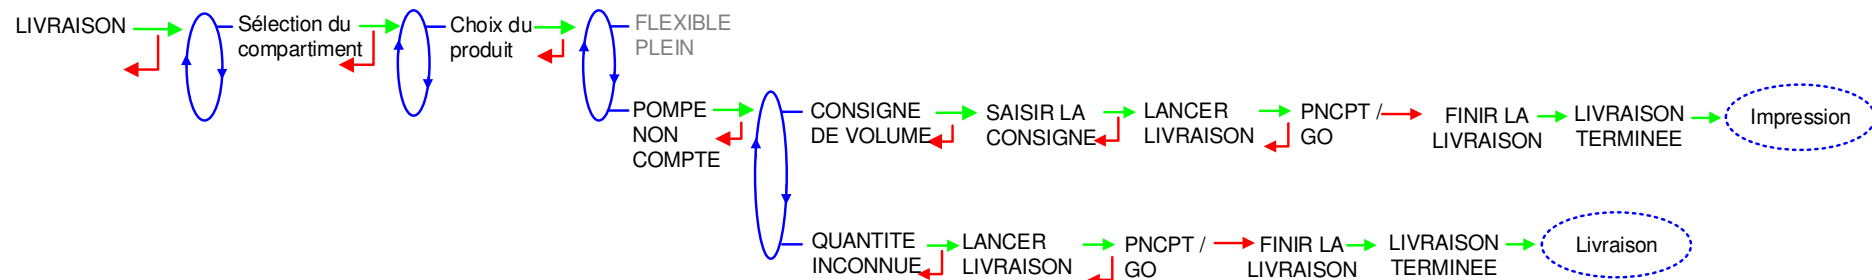 LIVRAISON
Sélection du
compartiment
Choix du
produit
FLEXIBLE
PLEIN
POMPE
NON
COMPTE
CONSIGNE
DE VOLUME
SAISIR LA
CONSIGNE
LANCER
LIVRAISON
PNCPT /
GO
FINIR LA
LIVRAISON
LIVRAISON
TERMINEE
Impression
QUANTITE
INCONNUE
LANCER
LIVRAISON
PNCPT /
GO
FINIR LA
LIVRAISON
LIVRAISON
TERMINEE
Livraison